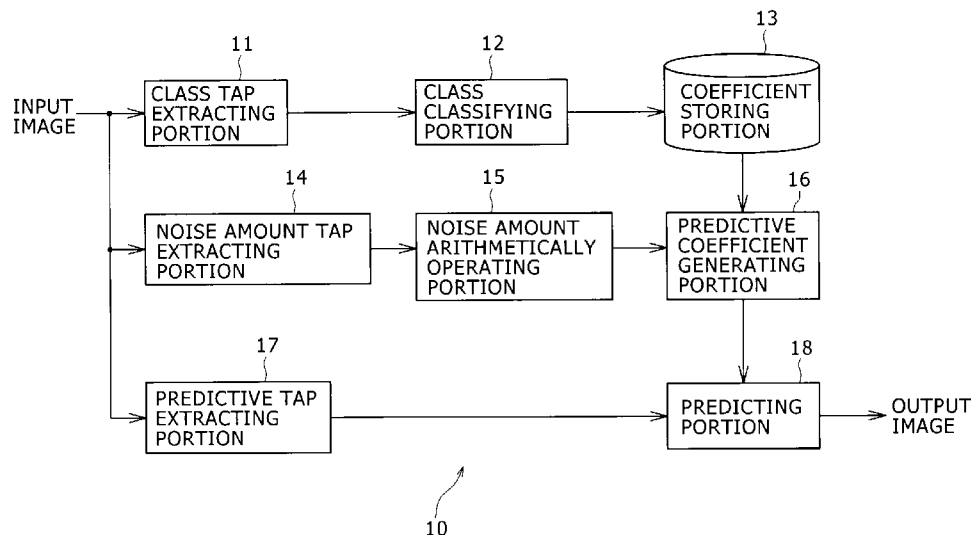 11
12
13
INPUT
IMAGE
CLASS TAP
EXTRACTING
PORTION
CLASS
CLASSIFYING
PORTION
COEFFICIENT
STORING
PORTION
14
15
16
NOISE AMOUNT TAP
EXTRACTING
PORTION
NOISE AMOUNT
ARITHMETICALLY
OPERATING
PORTION
PREDICTIVE
COEFFICIENT
GENERATING
PORTION
17
18
PREDICTIVE TAP
EXTRACTING
PORTION
PREDICTING
PORTION
OUTPUT
IMAGE
10